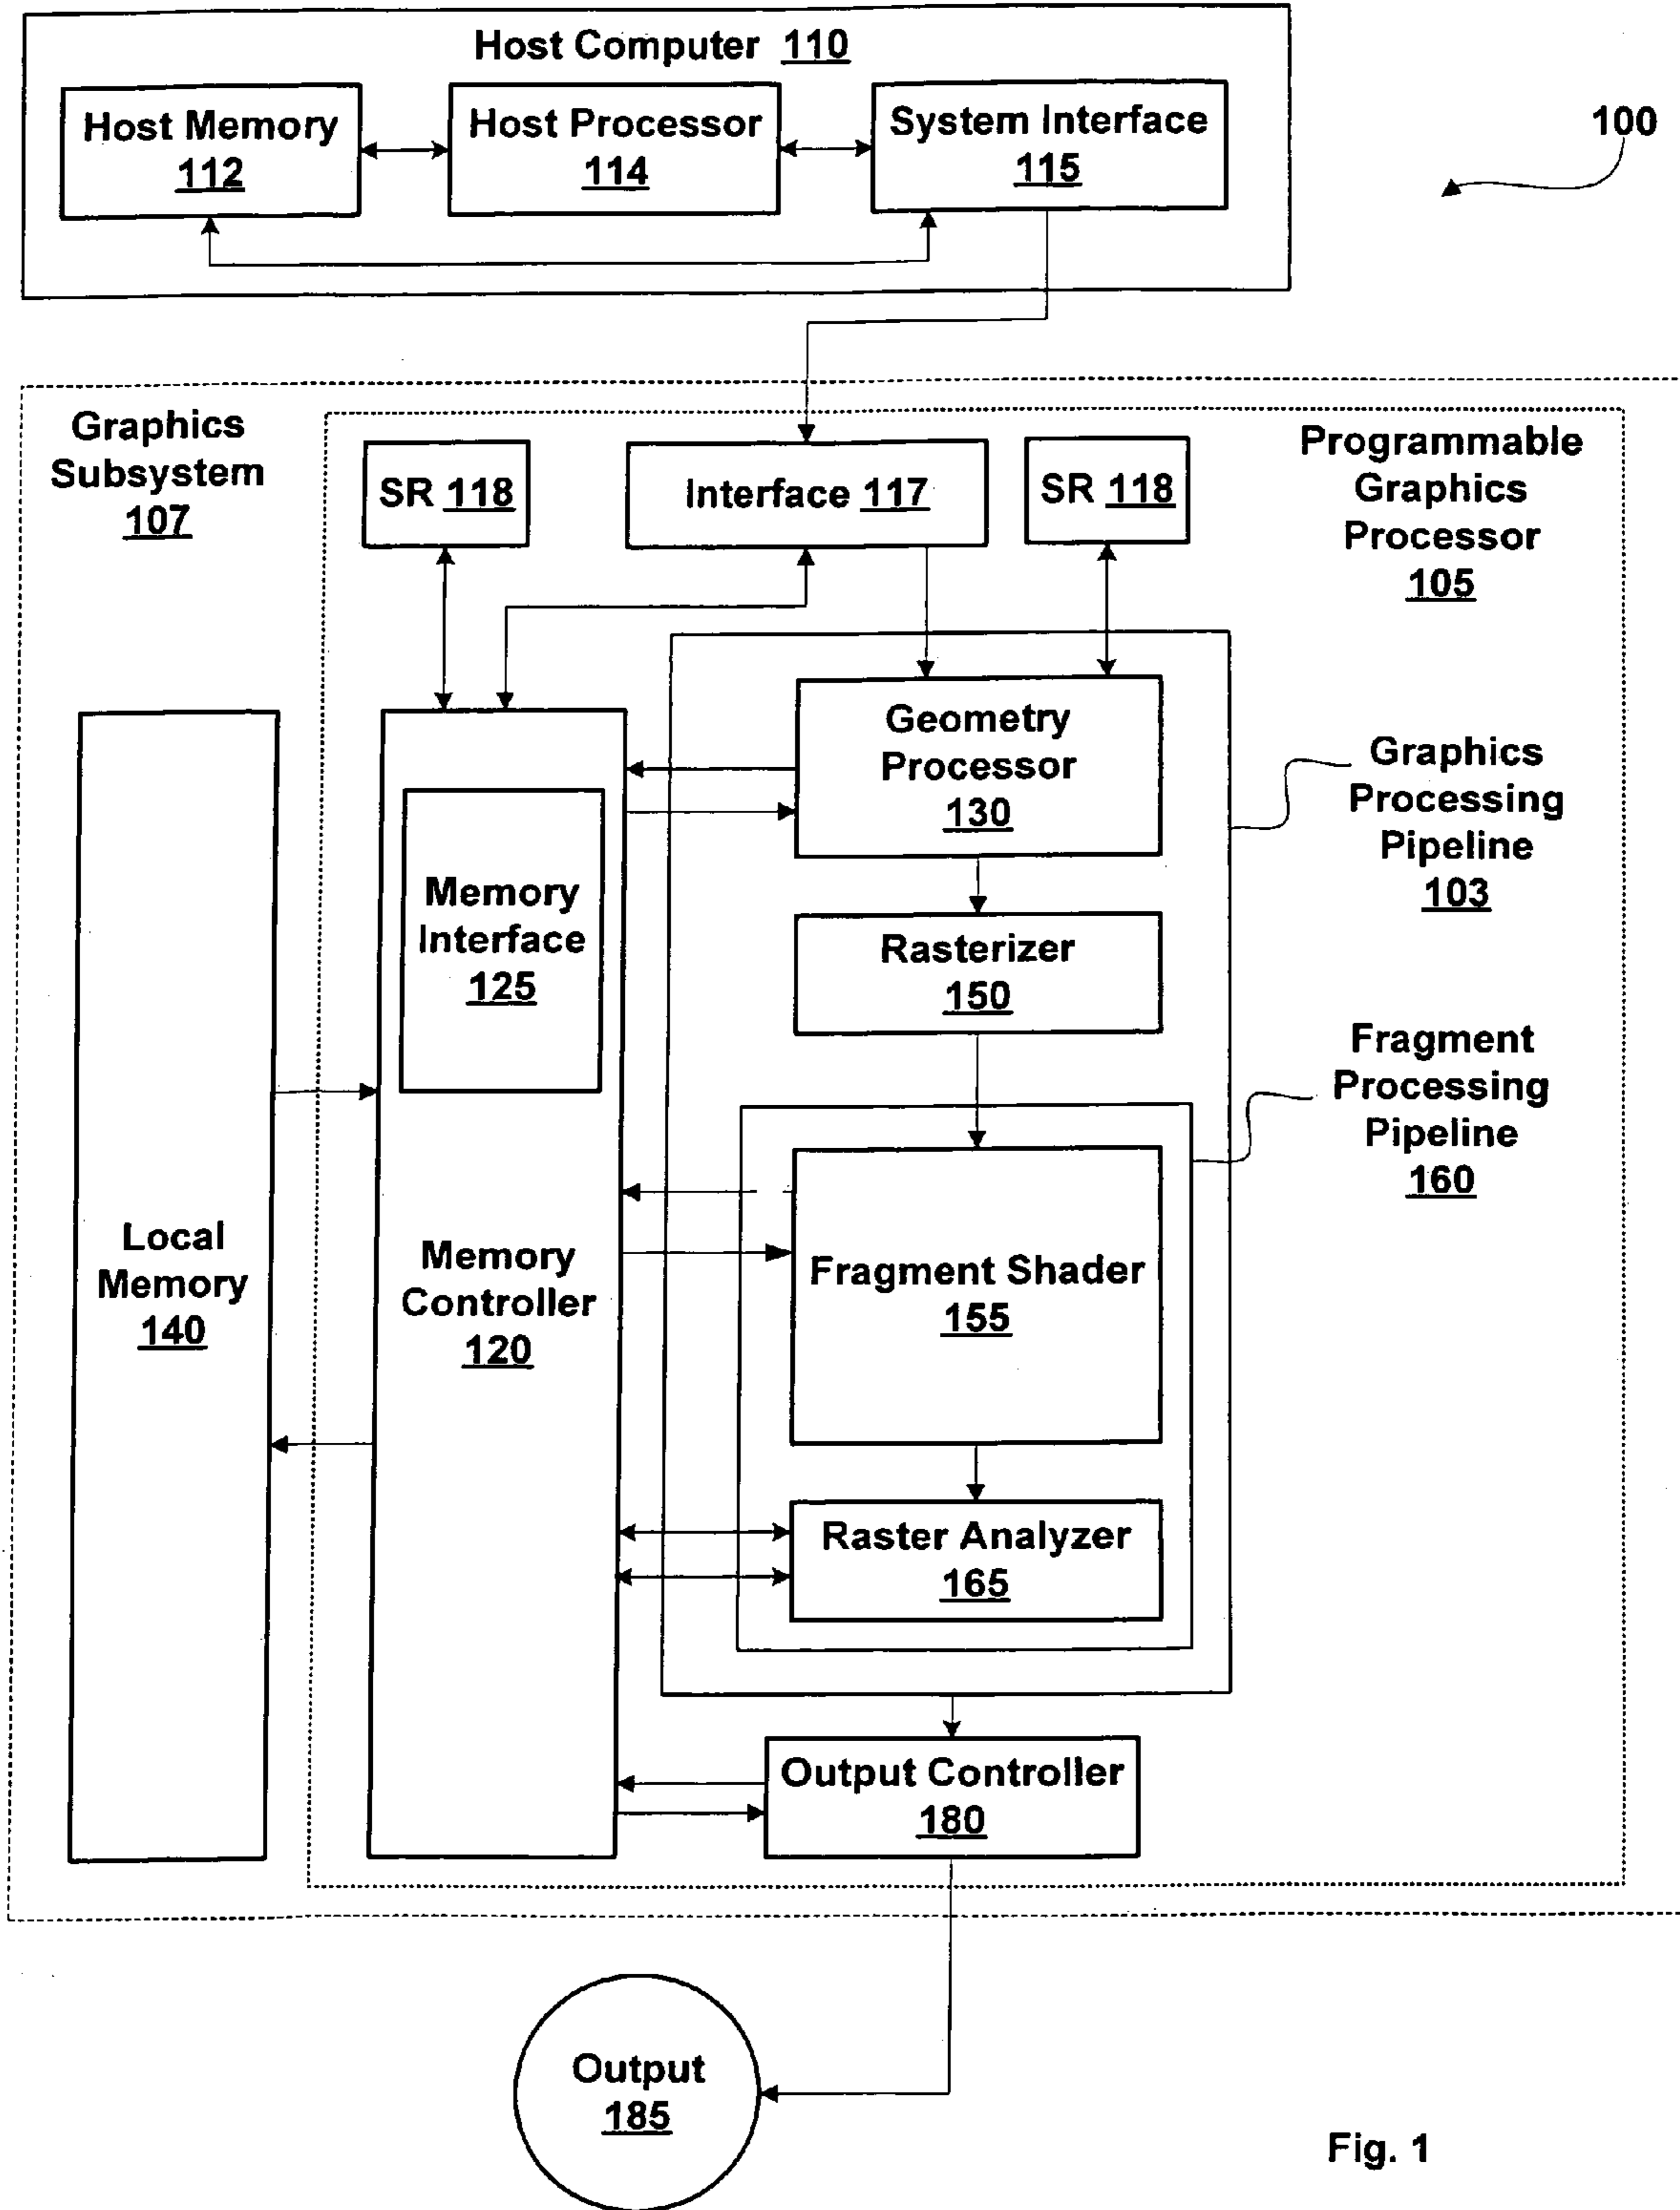 Host Computer 110
Host Memory
112
Host Processor
114
System Interface
115
100
Graphics
Subsystem
107
SR 118
Interface 117
SR 118
Programmable
Graphics
Processor
105
Geometry
Processor
130
Graphics
Processing
Pipeline
103
Memory
Interface
125
Rasterizer
150
Fragment
Processing
Pipeline
160
Local
Memory
140
Memory
Controller
120
Fragment Shader
155
Raster Analyzer
165
Output Controller
180
Output
185
Fig. 1